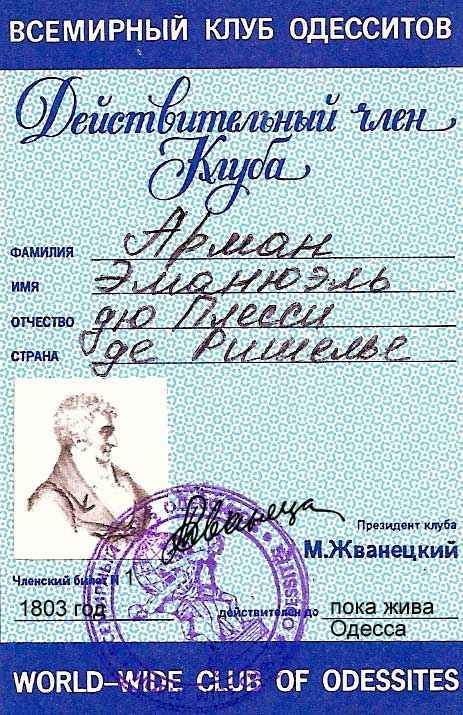 ВСЕМИРНЫЙ КЛУБ ОДЕССИТОВ
Действительный член
Клуба
ФАМИЛИЯ Арман
ИМЯ Эманюэль
ОТЧЕСТВО дю Плесси
СТРАНА де Ришелье
Президент клуба
М.Жванецкий
Членский билет N 1
1803 год действителен до пока жива
Одесса
WORLD-WIDE CLUB OF ODESSITES